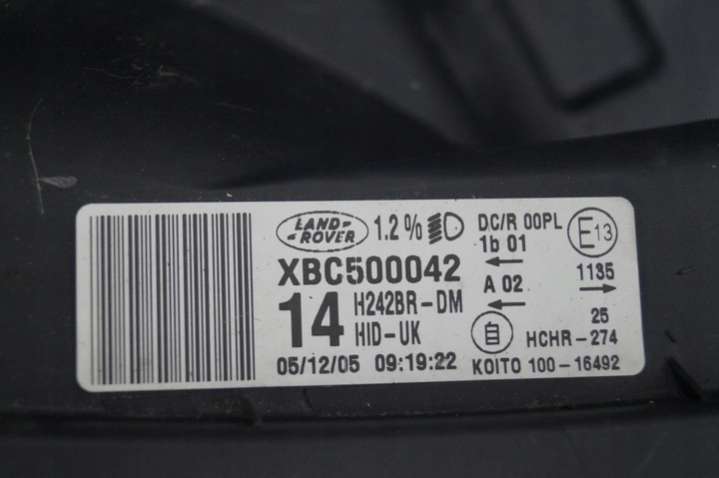 LAND-
ROVER
1.2%
DC/R 00PL
1b 01
E13
XBC500042
A 02
1135
14
H242BR-DM
HID-UK
25
自
HCHR-274
05/12/05 09:19:22
KOITO 100-16492